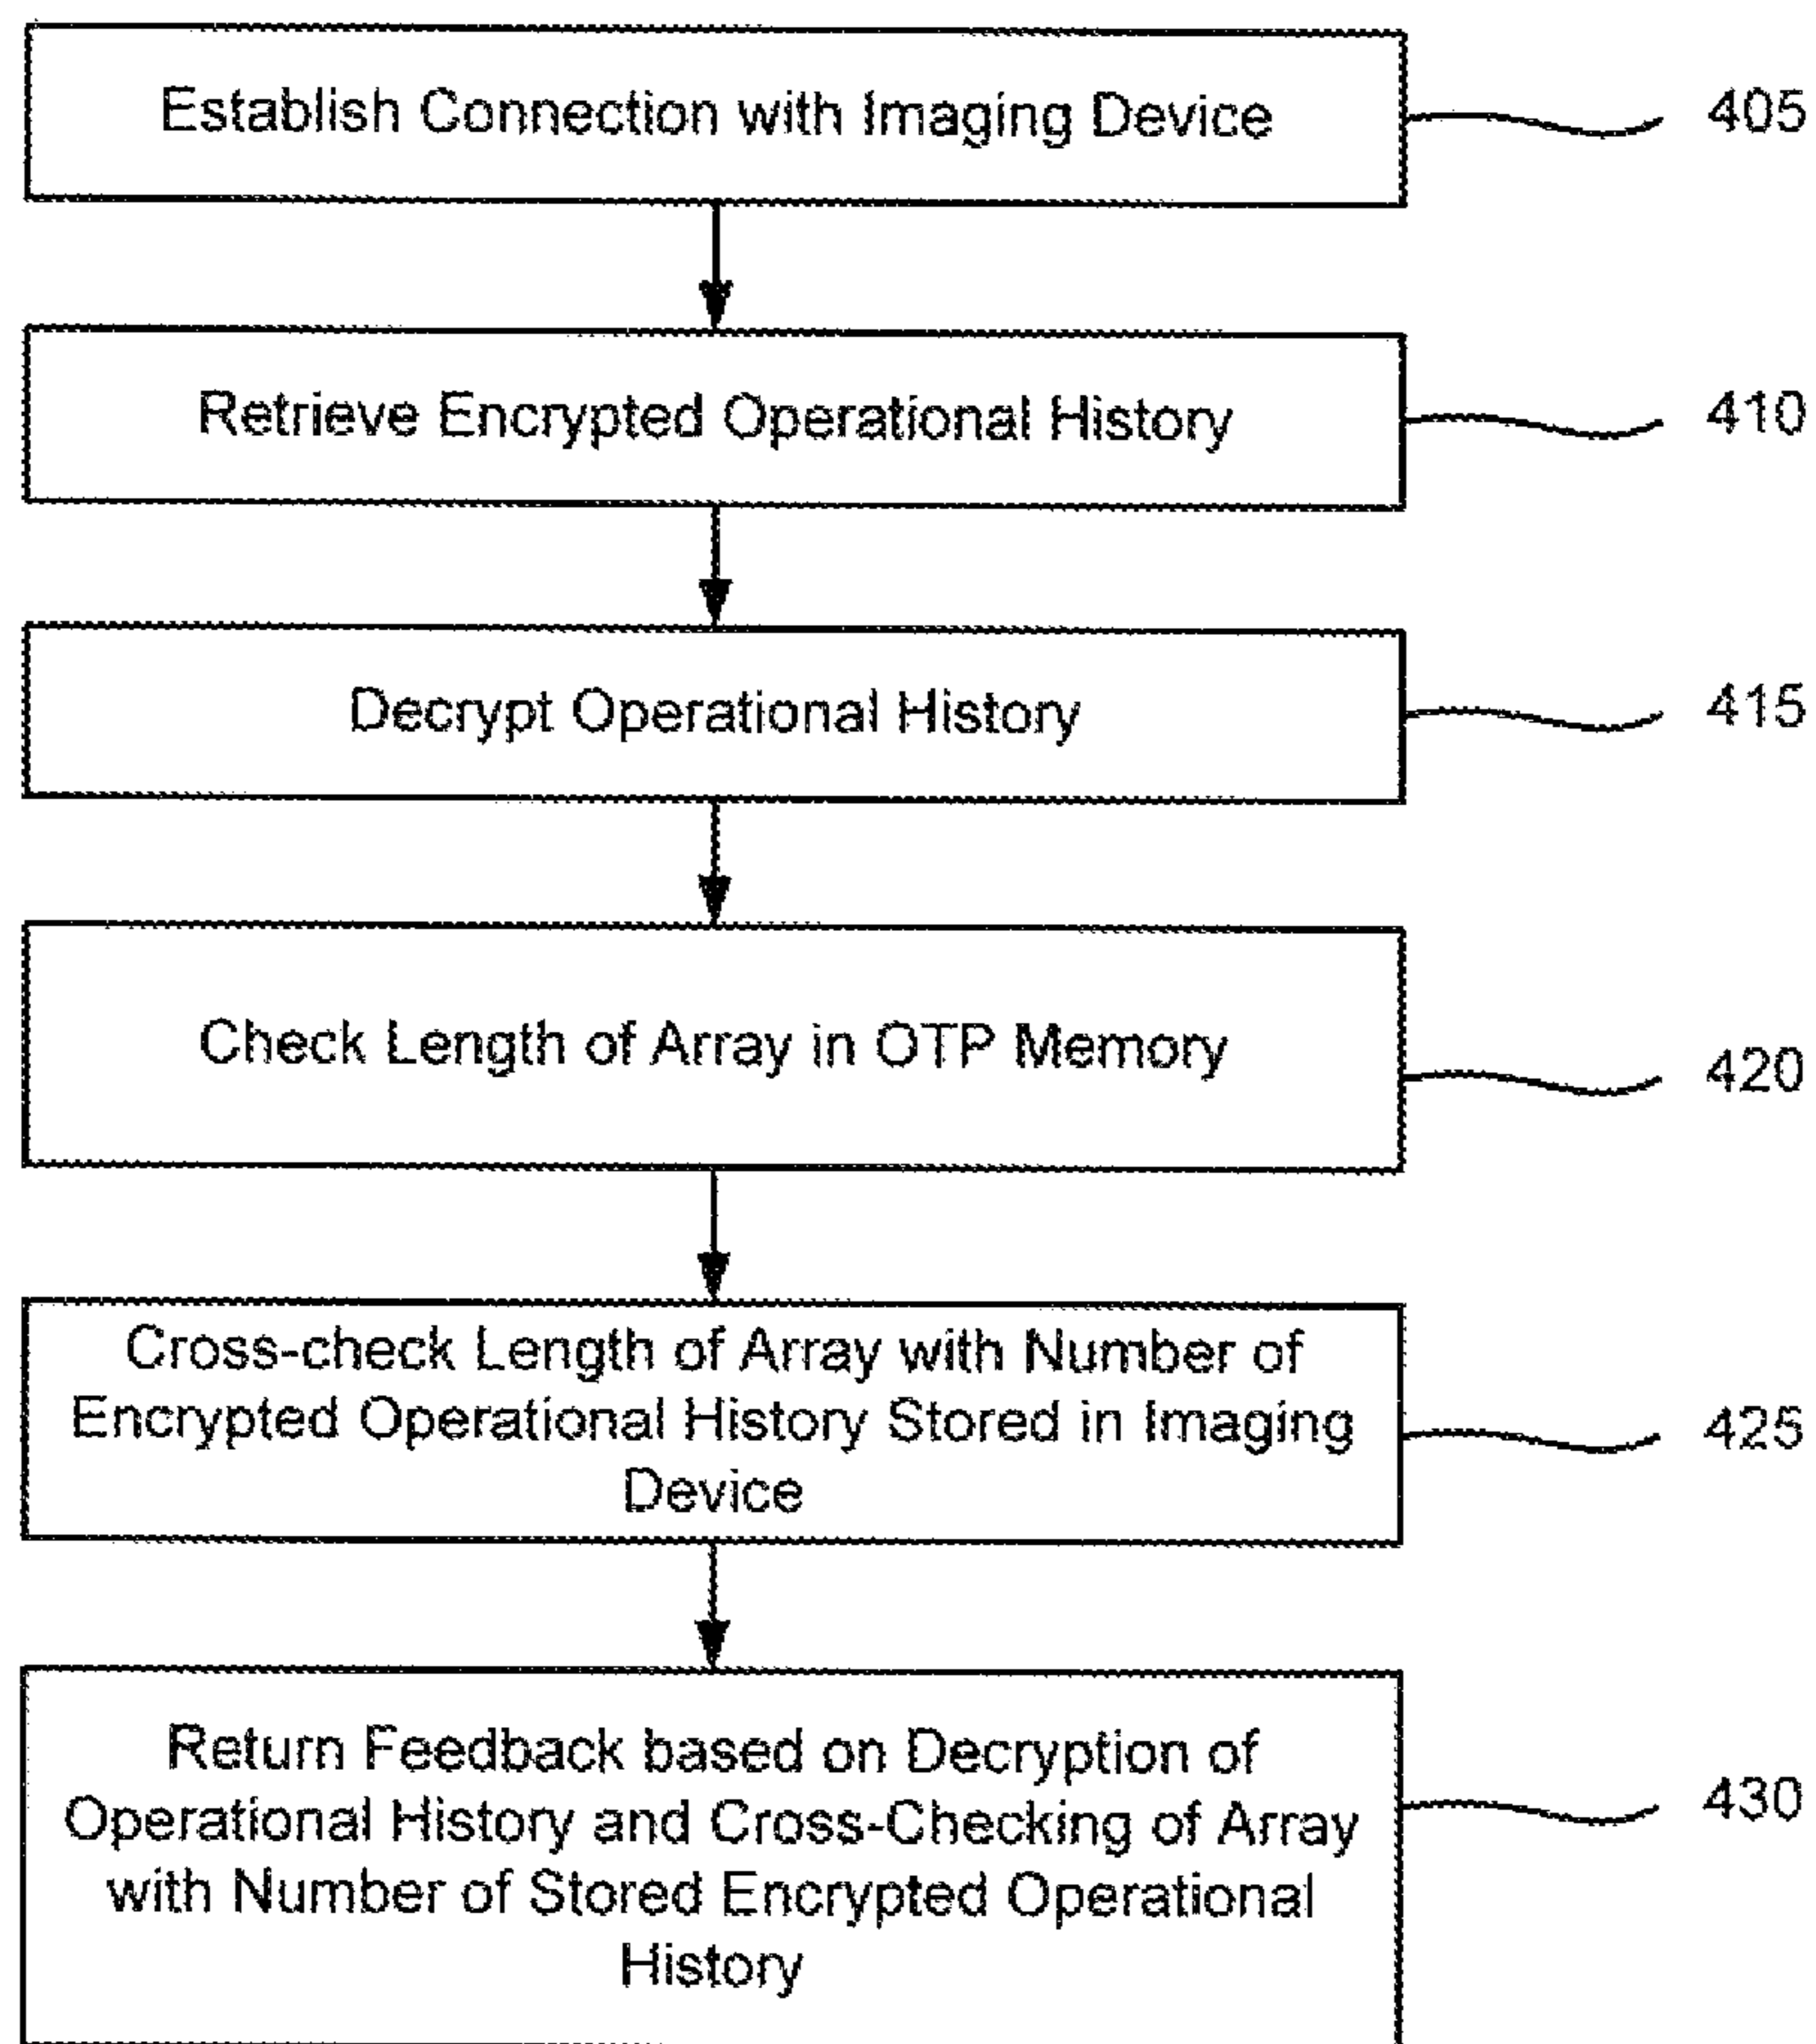 Establish Connection with Imaging Device
405
Retrieve Encrypted Operational History
410
Decrypt Operational History
415
Check Length of Array in OTP Memory
420
Cross-check Length of Array with Number of
Encrypted Operational History Stored in Imaging
Device
425
Return Feedback based on Decryption of
Operational History and Cross-Checking of Array
with Number of Stored Encrypted Operational
History
430